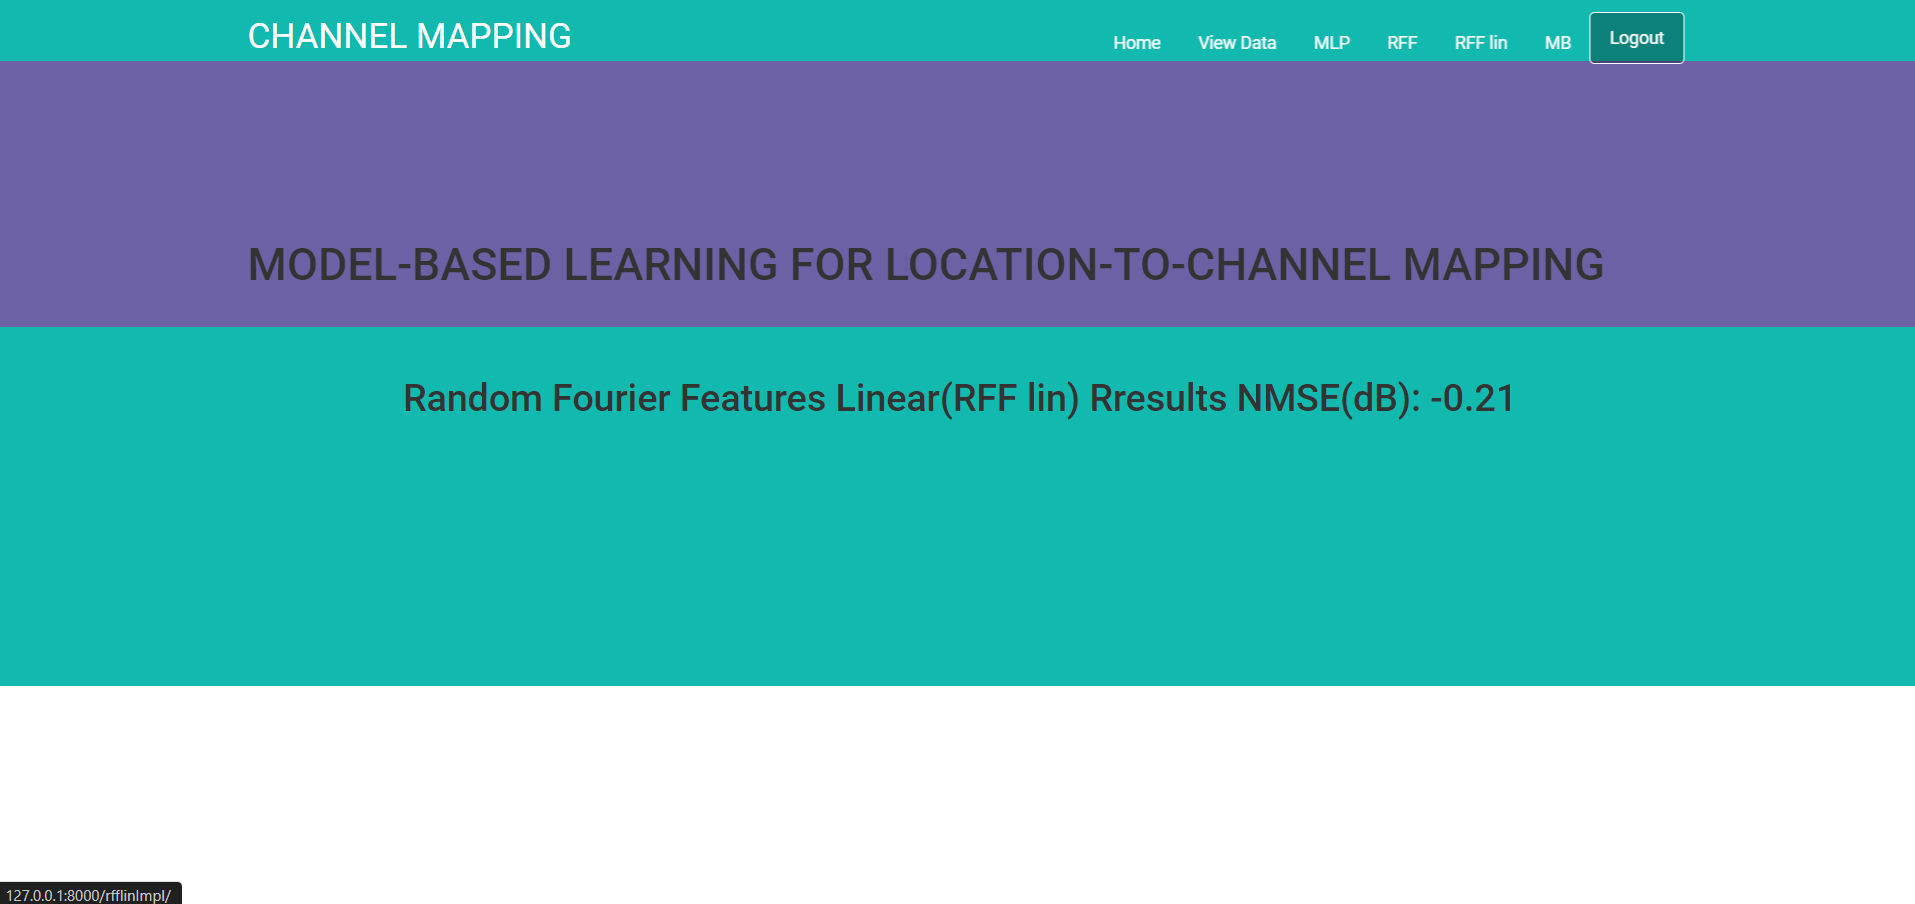 CHANNEL MAPPING
Home View Data MLP RFF RFF lin MB Logout
MODEL-BASED LEARNING FOR LOCATION-TO-CHANNEL MAPPING
Random Fourier Features Linear(RFF lin) Rresults NMSE(dB): -0.21
127.0.0.1:8000/rfflinImpl/